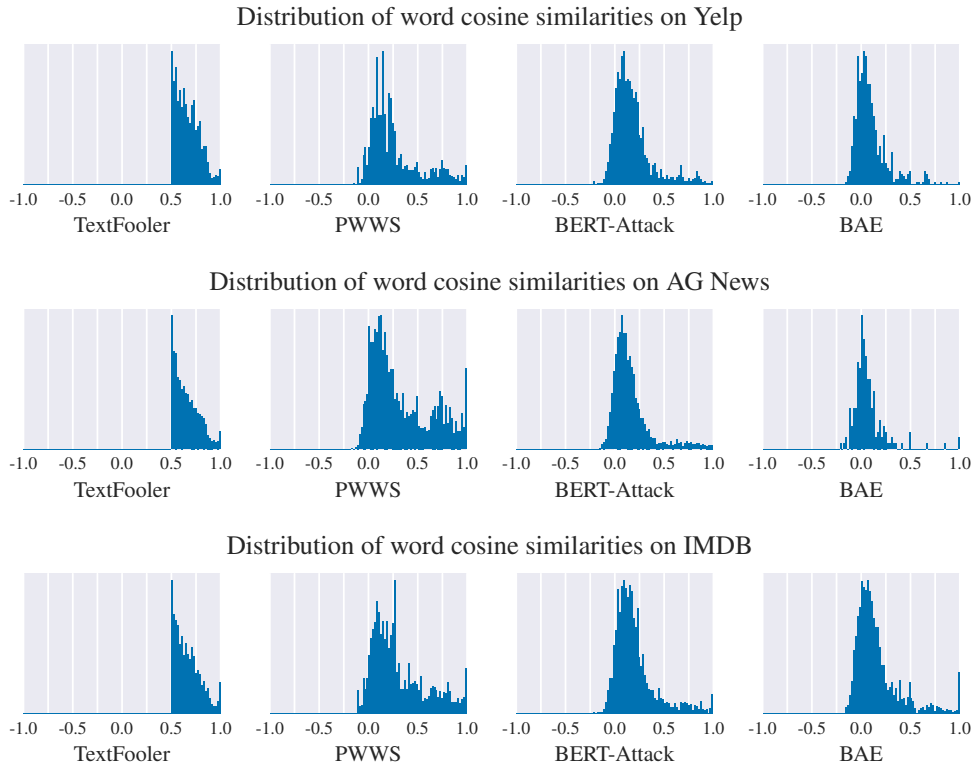 Distribution of word cosine similarities on Yelp
-1.0 -0.5 0.0 0.5 1.0 -1.0 -0.5 0.0 0.5 1.0 -1.0 -0.5 0.0 0.5 1.0 -1.0 -0.5 0.0 0.5 1.0
TextFooler PWWS BERT-Attack BAE
Distribution of word cosine similarities on AG News
-1.0 -0.5 0.0 0.5 1.0 -1.0 -0.5 0.0 0.5 1.0 -1.0 -0.5 0.0 0.5 1.0 -1.0 -0.5 0.0 0.5 1.0
TextFooler PWWS BERT-Attack BAE
Distribution of word cosine similarities on IMDB
-1.0 -0.5 0.0 0.5 1.0 -1.0 -0.5 0.0 0.5 1.0 -1.0 -0.5 0.0 0.5 1.0 -1.0 -0.5 0.0 0.5 1.0
TextFooler PWWS BERT-Attack BAE